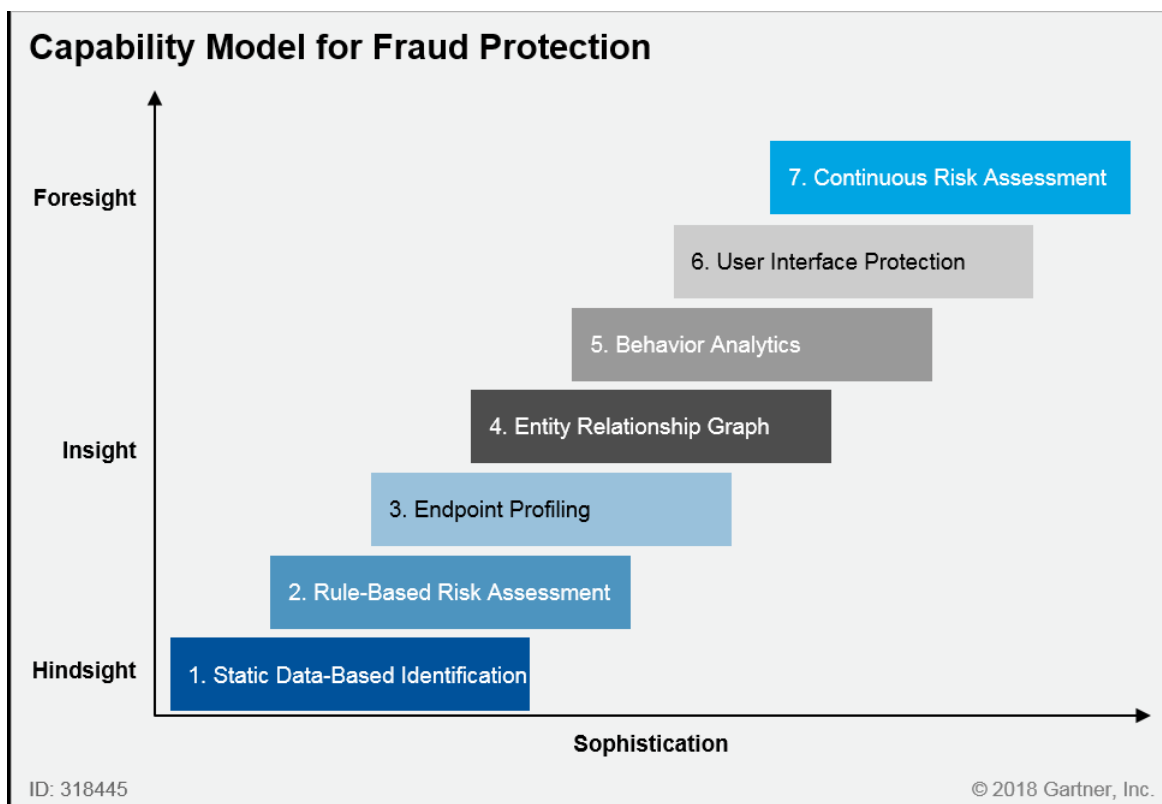 Capability Model for Fraud Protection
Foresight
7. Continuous Risk Assessment
6. User Interface Protection
5. Behavior Analytics
Insight
4. Entity Relationship Graph
3. Endpoint Profiling
2. Rule-Based Risk Assessment
Hindsight
1. Static Data-Based Identification
Sophistication
ID: 318445
© 2018 Gartner, Inc.